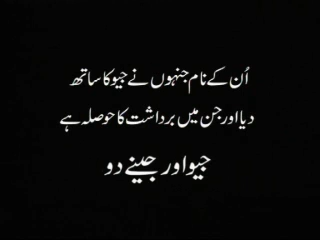 اُن کے نام جنہوں نے جیو کا ساتھ
دیا اور جن میں برداشت کا حوصلہ ہے
جیو اور جینے دو